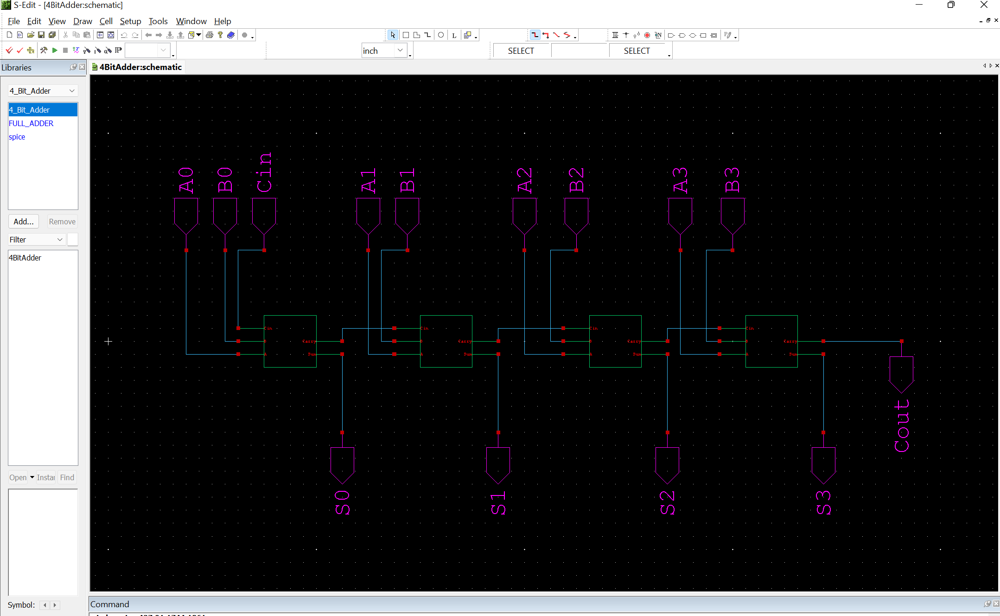 S-Edit - [4BitAdder:schematic]
File Edit View Draw Cell Setup Tools Window Help
inch
SELECT
SELECT
Libraries
4BitAdder:schematic
4_Bit_Adder
4_Bit_Adder
FULL_ADDER
spice
Add... Remove
Filter
4BitAdder
Open Instar Find
Symbol:
A0 B0 Cin A1 B1 A2 B2 A3 B3
Cin Cin Cin Cin
B Carry B Carry B Carry B Carry
A Sum A Sum A Sum A Sum
Cout
S0 S1 S2 S3
Command